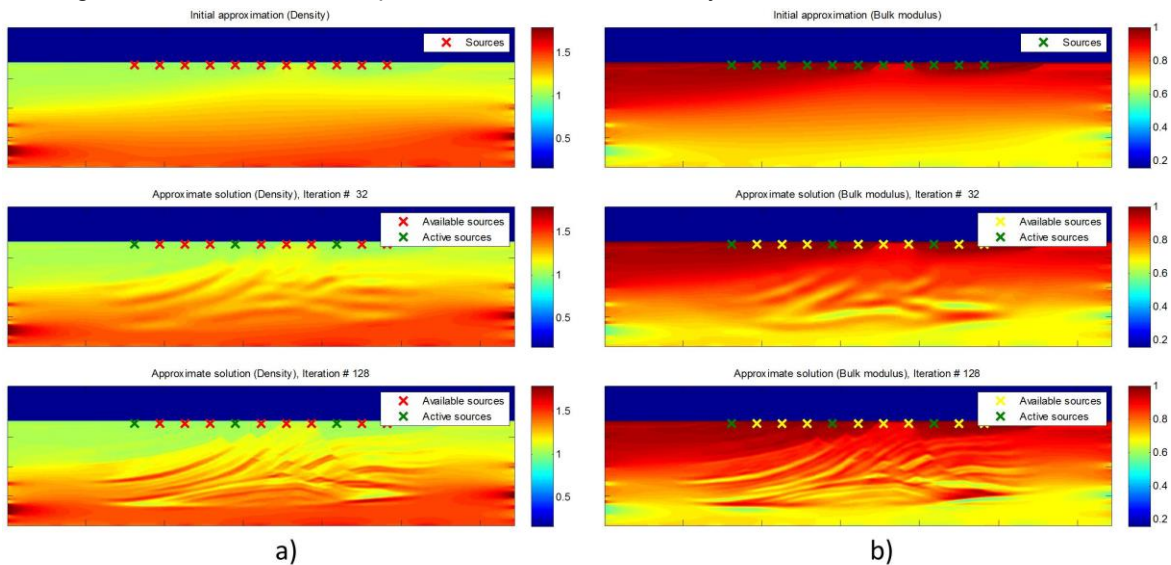 Initial approximation (Density)
Sources
1.5
1
0.5
Initial approximation (Bulk modulus)
Sources
1
0.8
0.6
0.4
0.2
Approximate solution (Density), Iteration # 32
Available sources
Active sources
1.5
1
0.5
Approximate solution (Bulk modulus), Iteration # 32
Available sources
Active sources
1
0.8
0.6
0.4
0.2
Approximate solution (Density), Iteration # 128
Available sources
Active sources
1.5
1
0.5
Approximate solution (Bulk modulus), Iteration # 128
Available sources
Active sources
1
0.8
0.6
0.4
0.2
a)
b)